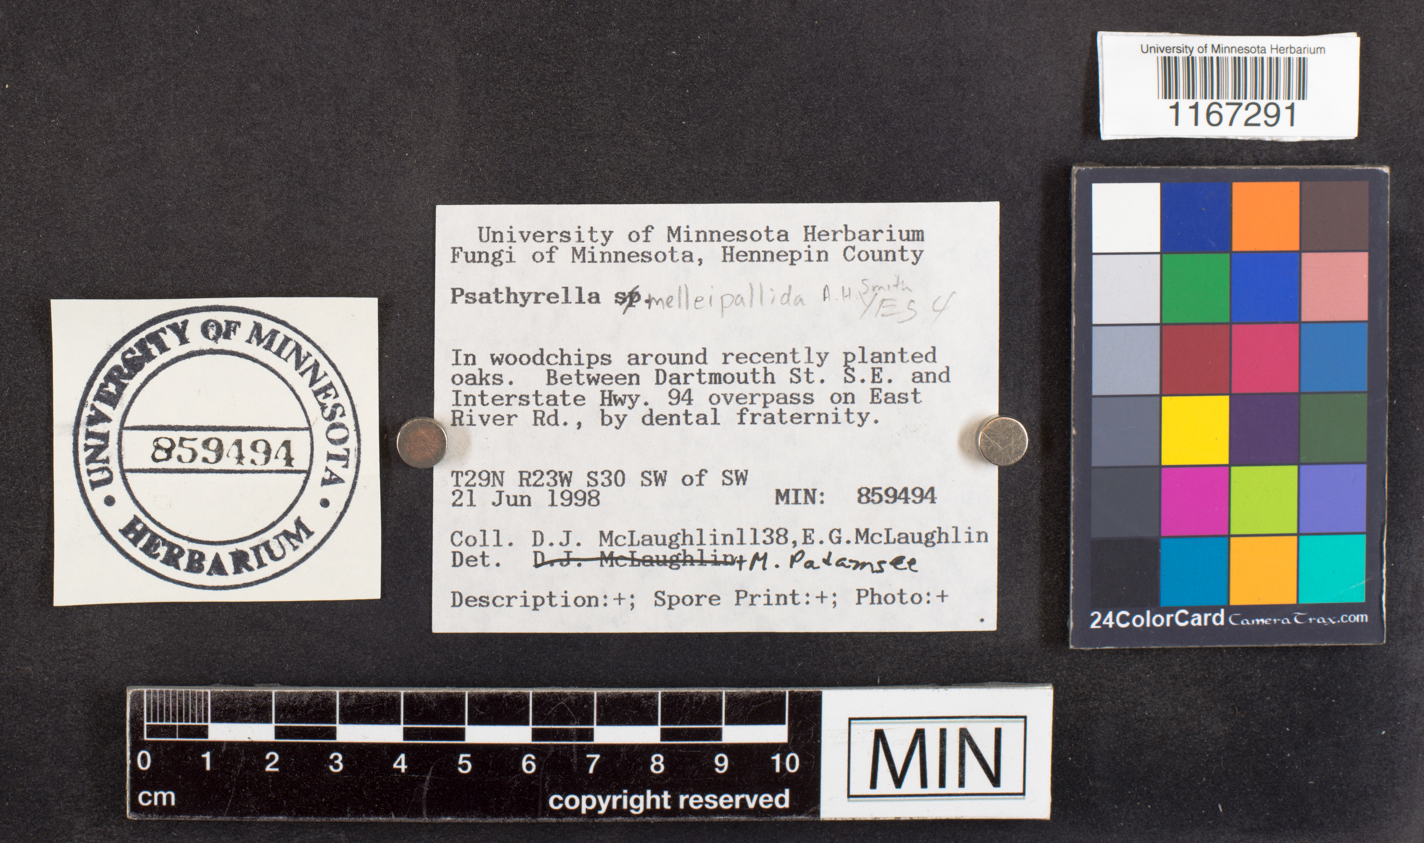 University of Minnesota Herbarium
1167291
University of Minnesota Herbarium
Fungi of Minnesota, Hennepin County
Psathyrella sp. melleipallida A.H. Smith
YES 4
In woodchips around recently planted
oaks. Between Dartmouth St. S.E. and
Interstate Hwy. 94 overpass on East
River Rd., by dental fraternity.
T29N R23W S30 SW of SW
21 Jun 1998 MIN: 859494
Coll. D.J. McLaughlin1138,E.G.McLaughlin
Det. D.J. McLaughlin+M. Padamsee
Description:+; Spore Print:+; Photo:+
UNIVERSITY OF MINNESOTA
859494
• HERBARIUM •
24ColorCard CameraTrax.com
0 1 2 3 4 5 6 7 8 9 10
cm copyright reserved
MIN